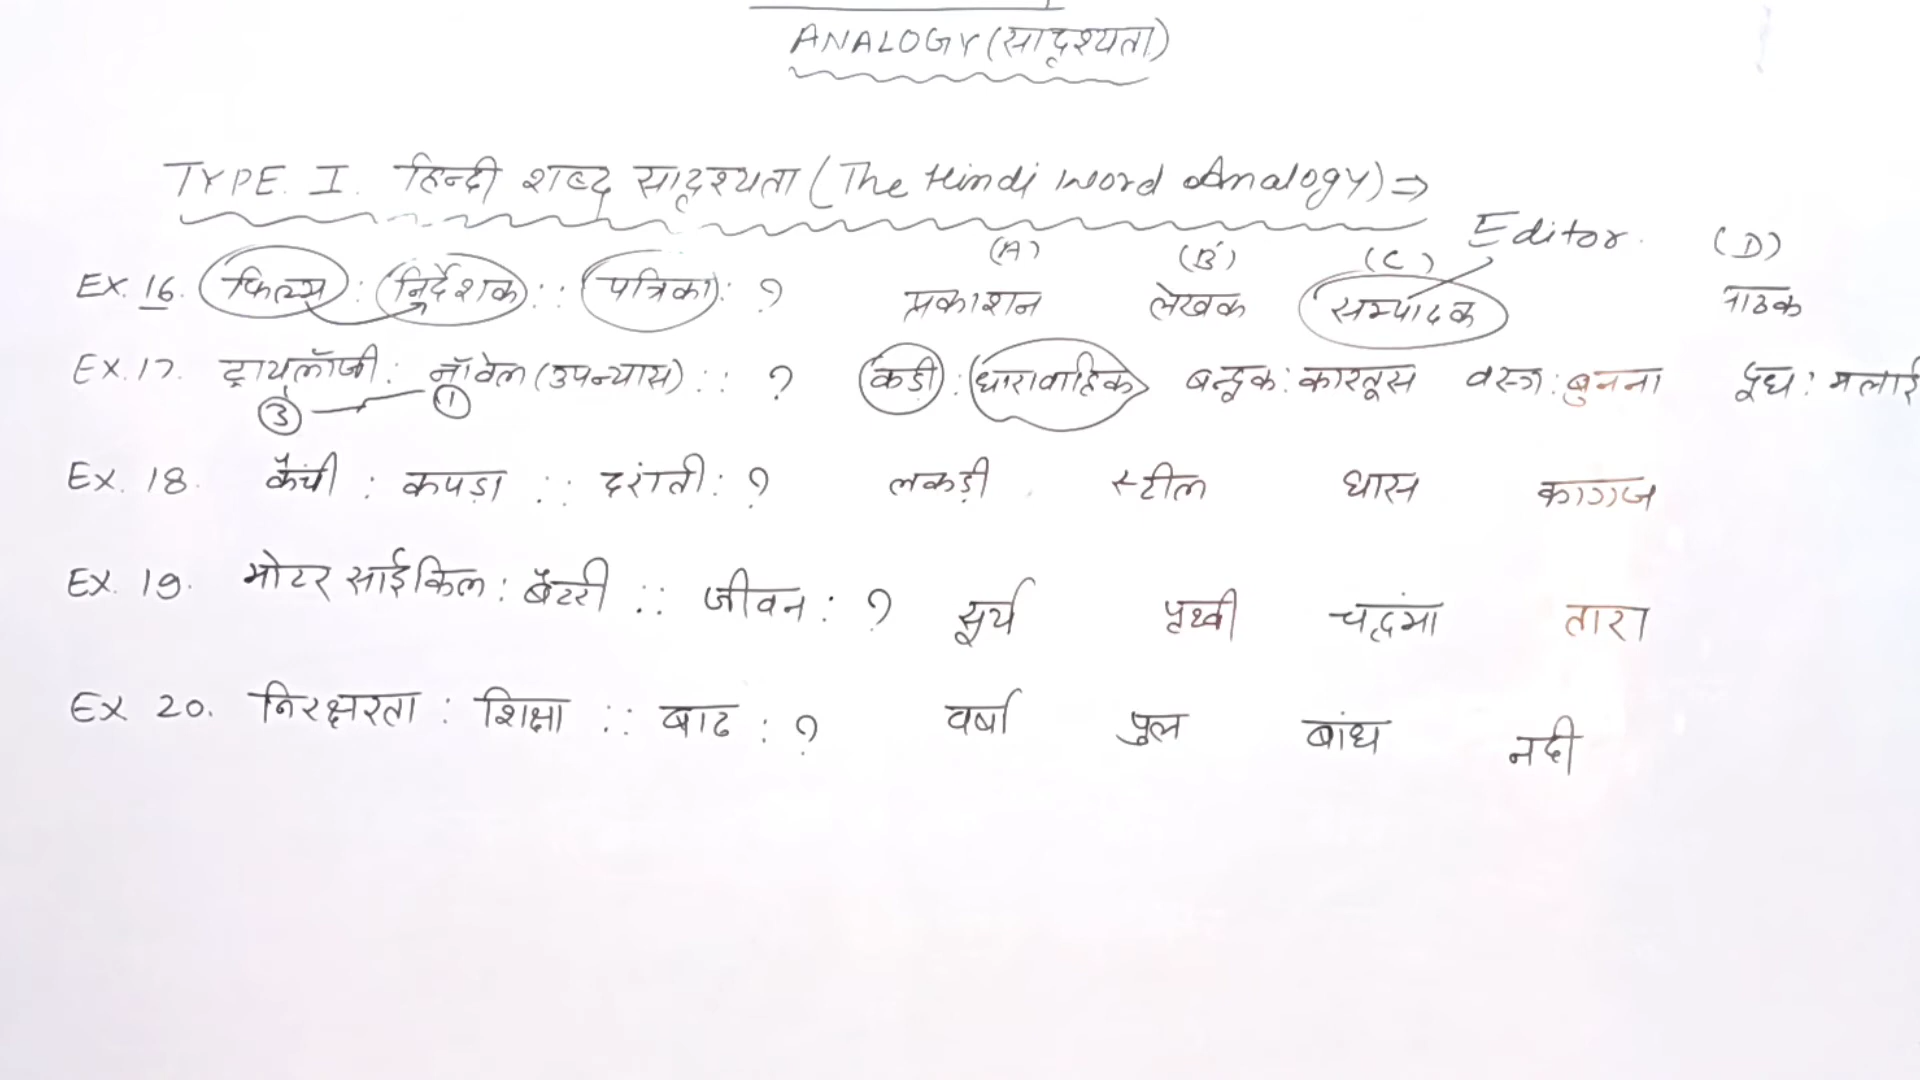 ANALOGY (सादृश्यता)
TYPE. I. हिन्दी शब्द सादृश्यता (The Hindi Word Analogy) ⇒
Editor.
(A) (B) (C) (D)
EX. 16. फिल्म : निर्देशक :: पत्रिका : ? प्रकाशन लेखक सम्पादक पाठक
EX. 17. ट्रायलॉजी : नॉवेल (उपन्यास) :: ? कडी : धारावाहिक बन्दूक : कारतूस वस्त्र : बुनना दूध : मलाई
③ ①
EX. 18. कैंची : कपडा :: दरांती : ? लकड़ी स्टील घास कागज
EX. 19. मोटर साईकिल : बैटरी :: जीवन : ? सूर्य पृथ्वी चद्रंमा तारा
EX 20. निरक्षरता : शिक्षा :: बाढ : ? वर्षा पुल बांध नदी